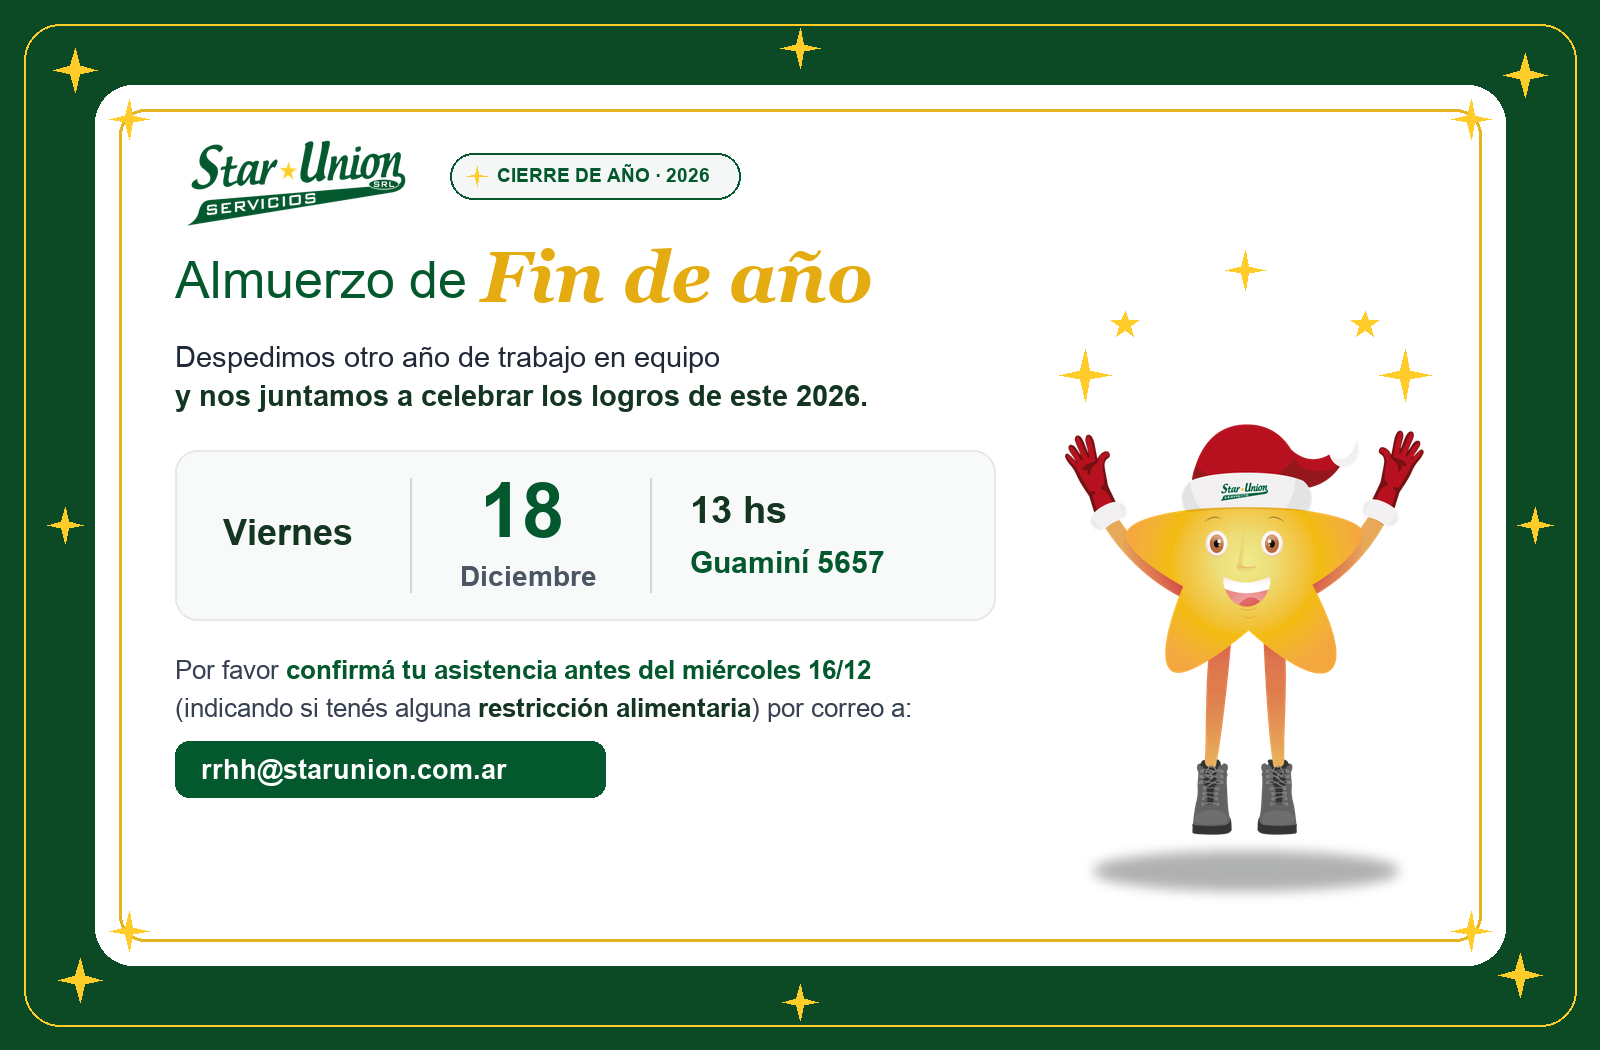 Star Union
SRL
SERVICIOS
CIERRE DE AÑO · 2026
Almuerzo de Fin de año
Despedimos otro año de trabajo en equipo
y nos juntamos a celebrar los logros de este 2026.
Viernes
18
Diciembre
13 hs
Guaminí 5657
Por favor confirmá tu asistencia antes del miércoles 16/12
(indicando si tenés alguna restricción alimentaria) por correo a:
rrhh@starunion.com.ar
Star Union
SERVICIOS